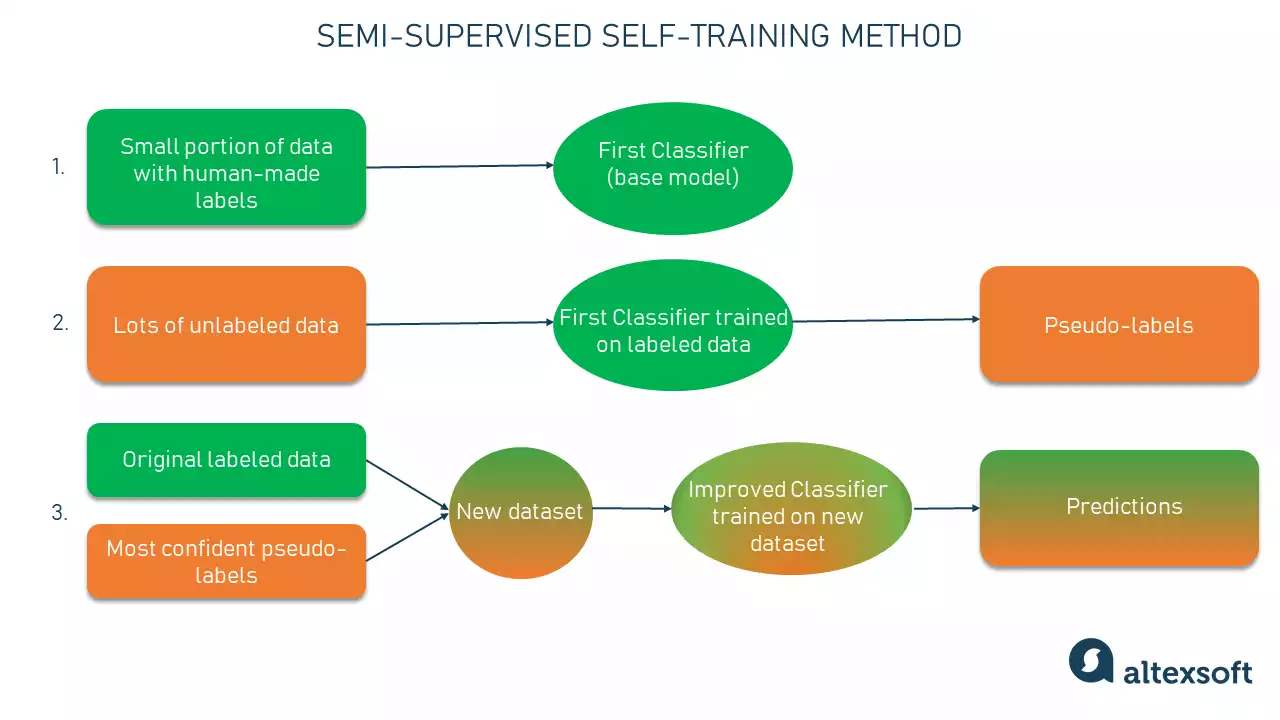 SEMI-SUPERVISED SELF-TRAINING METHOD
1.
Small portion of data
with human-made
labels
First Classifier
(base model)
2.
Lots of unlabeled data
First Classifier trained
on labeled data
Pseudo-labels
3.
Original labeled data
Most confident pseudo-
labels
New dataset
Improved Classifier
trained on new
dataset
Predictions
altexsoft